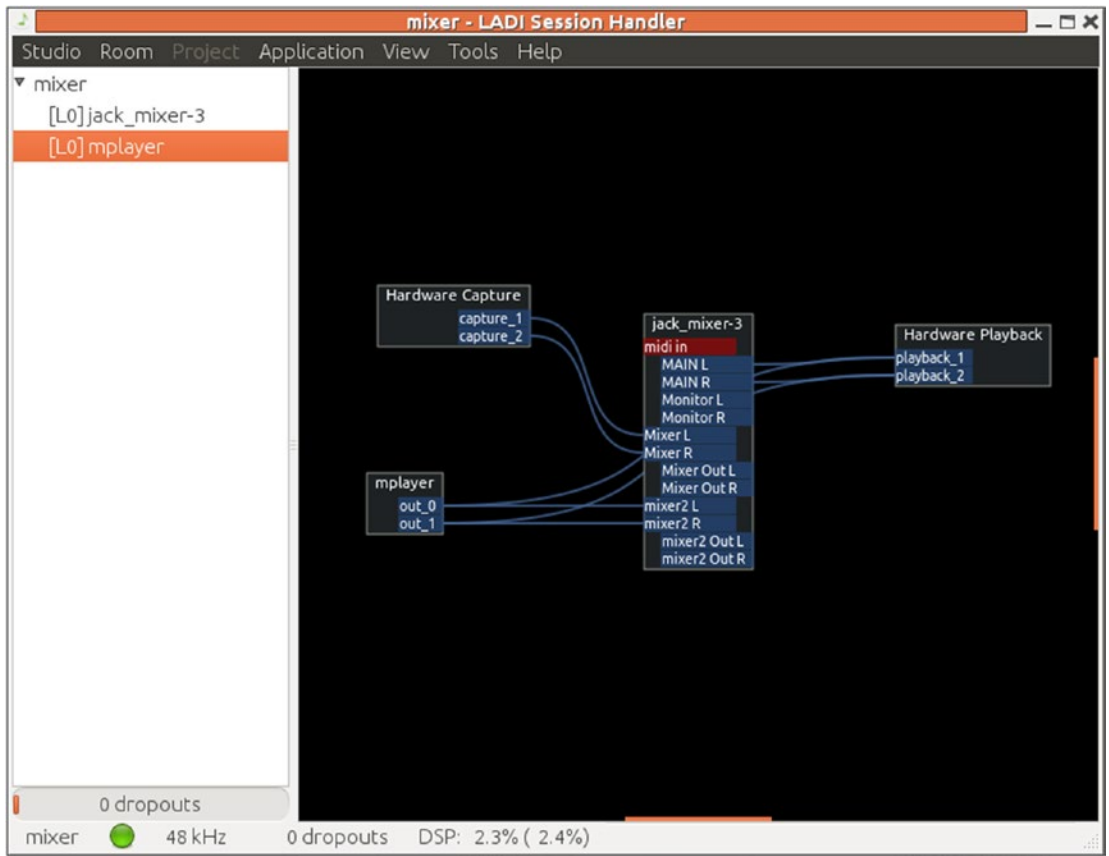 mixer - LADI Session Handler
Studio Room Project Application View Tools Help
mixer
[L0] jack_mixer-3
[L0] mplayer
Hardware Capture
capture_1
capture_2
mplayer
out_0
out_1
jack_mixer-3
midi in
MAIN L
MAIN R
Monitor L
Monitor R
Mixer L
Mixer R
Mixer Out L
Mixer Out R
mixer2 L
mixer2 R
mixer2 Out L
mixer2 Out R
Hardware Playback
playback_1
playback_2
0 dropouts
mixer 48 kHz 0 dropouts DSP: 2.3% ( 2.4%)